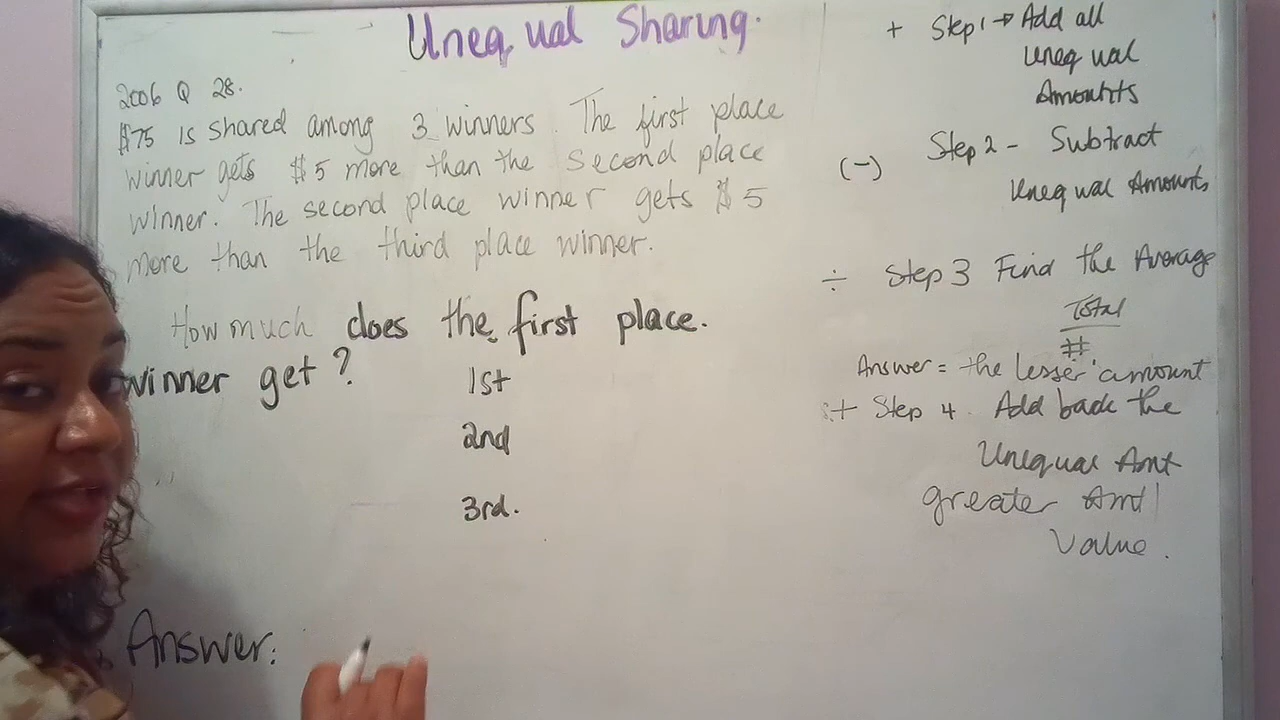 Unequal Sharing.
2006 Q 28.
$75 is shared among 3 winners. The first place
winner gets $5 more than the second place
winner. The second place winner gets $5
more than the third place winner.
How much does the first place.
winner get?
1st
2nd
3rd.
Answer:
+ Step 1 → Add all
unequal
Amounts
(-) Step 2 - Subtract
unequal Amounts
÷ Step 3 Find the Average
Total
#
Answer = the lesser amount
+ Step 4. Add back the
Unequal Amt
greater Amt/
Value.